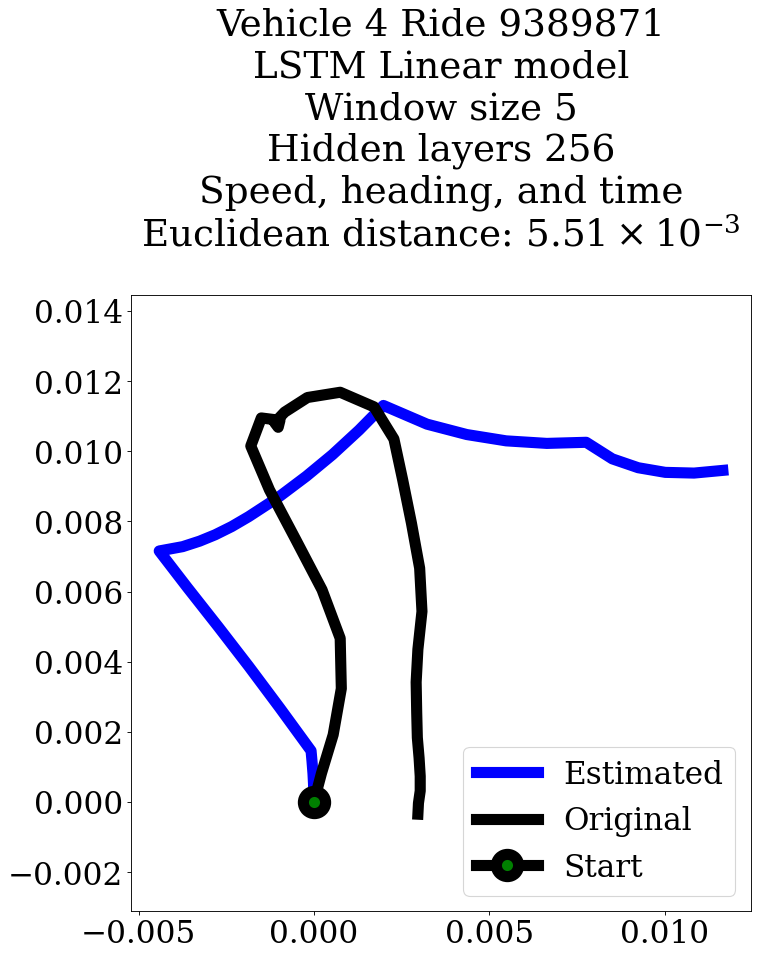 Vehicle 4 Ride 9389871
LSTM Linear model
Window size 5
Hidden layers 256
Speed, heading, and time
Euclidean distance: 5.51 × 10⁻³
0.014
0.012
0.010
0.008
0.006
0.004
0.002
0.000
−0.002
−0.005
0.000
0.005
0.010
Estimated
Original
Start